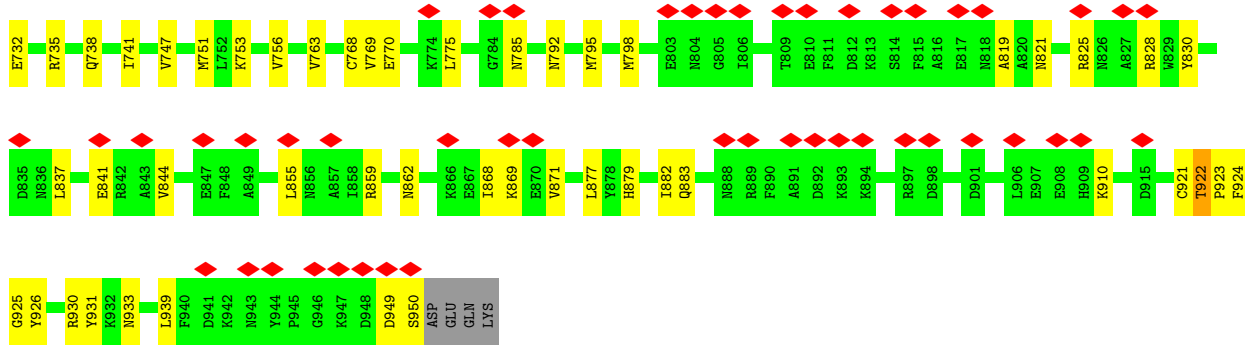 E732 R735 Q738 I741 V747 M751 L752 K753 V756 V763 C768 V769 E770 K774 L775 G784 N785 N792 M795 M798 E803 N804 G805 I806 T809 E810 F811 D812 K813 S814 F815 A816 E817 N818 A819 A820 N821 R825 N826 A827 R828 W829 Y830
D835 N836 L837 E841 R842 A843 V844 E847 F848 A849 L855 N856 A857 I858 R859 N862 K866 E867 I868 K869 E870 V871 L877 Y878 H879 I882 Q883 N888 R889 F890 A891 D892 K893 K894 R897 D898 D901 L906 E907 E908 H909 K910 D915 C921 T922 P923 F924
G925 Y926 R930 Y931 K932 N933 L939 F940 D941 K942 N943 Y944 P945 G946 K947 D948 D949 S950 ASP GLU GLN LYS